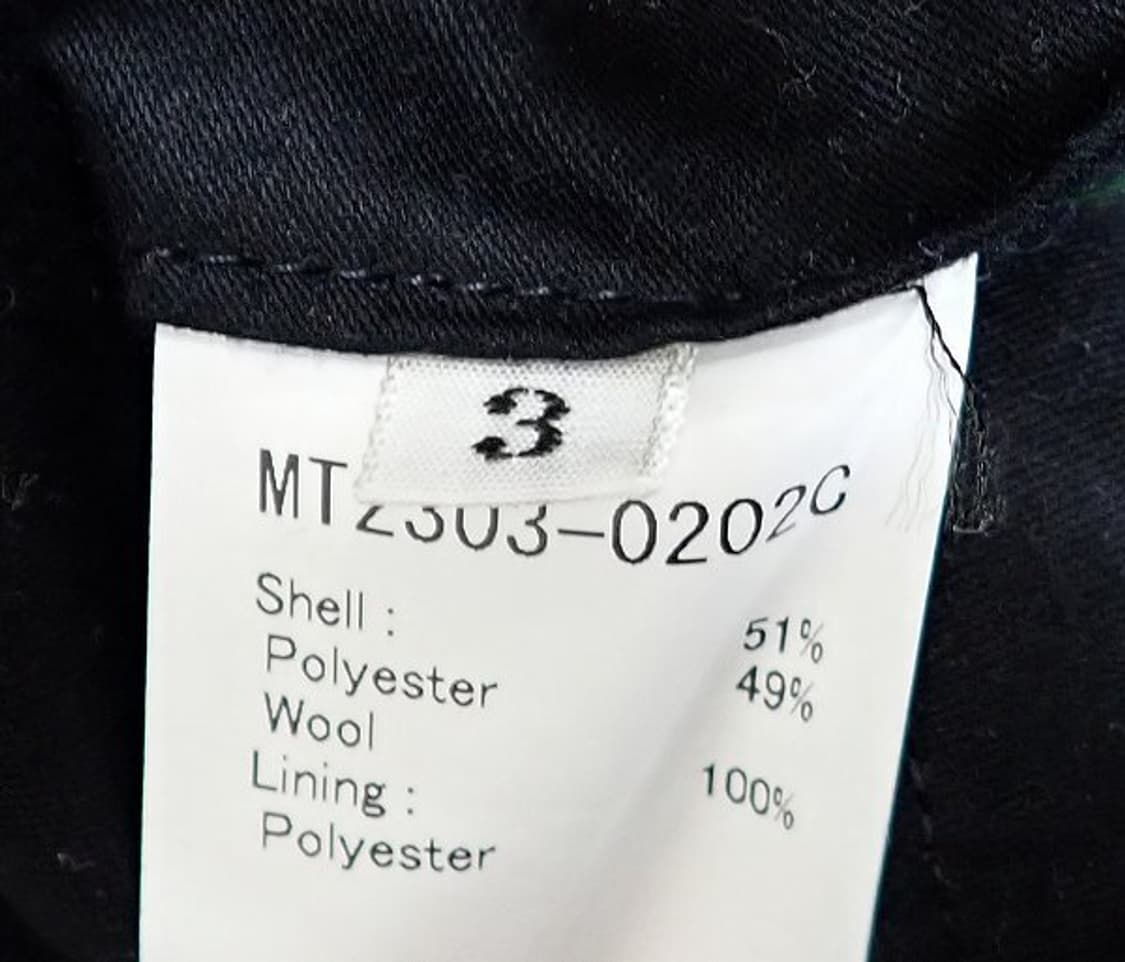 3
MT2303-0202C
Shell :
Polyester 51%
Wool 49%
Lining :
Polyester 100%